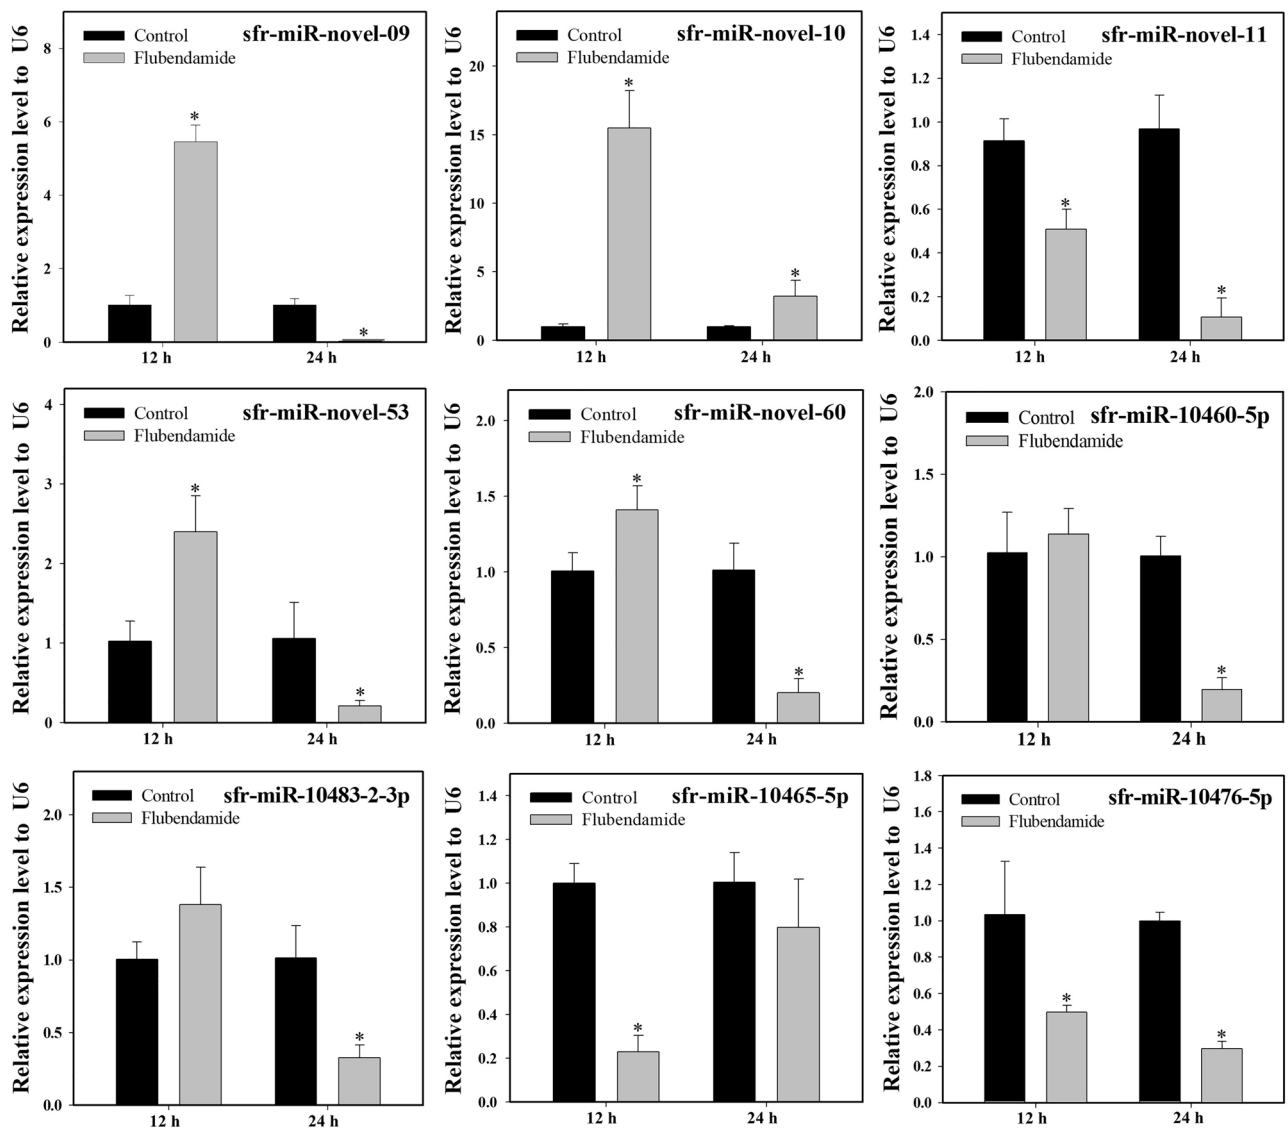 Relative expression level to U6
Control
Flubendamide
sfr-miR-novel-09
8
6
4
2
0
12 h
24 h
*
*
Relative expression level to U6
Control
Flubendamide
sfr-miR-novel-10
20
15
10
5
0
12 h
24 h
*
*
Relative expression level to U6
Control
Flubendamide
sfr-miR-novel-11
1.4
1.2
1.0
0.8
0.6
0.4
0.2
0.0
12 h
24 h
*
*
Relative expression level to U6
Control
Flubendamide
sfr-miR-novel-53
4
3
2
1
0
12 h
24 h
*
*
Relative expression level to U6
Control
Flubendamide
sfr-miR-novel-60
2.0
1.5
1.0
0.5
0.0
12 h
24 h
*
*
Relative expression level to U6
Control
Flubendamide
sfr-miR-10460-5p
2.0
1.5
1.0
0.5
0.0
12 h
24 h
*
Relative expression level to U6
Control
Flubendamide
sfr-miR-10483-2-3p
2.0
1.5
1.0
0.5
0.0
12 h
24 h
*
Relative expression level to U6
Control
Flubendamide
sfr-miR-10465-5p
1.4
1.2
1.0
0.8
0.6
0.4
0.2
0.0
12 h
24 h
*
Relative expression level to U6
Control
Flubendamide
sfr-miR-10476-5p
1.8
1.6
1.4
1.2
1.0
0.8
0.6
0.4
0.2
0.0
12 h
24 h
*
*